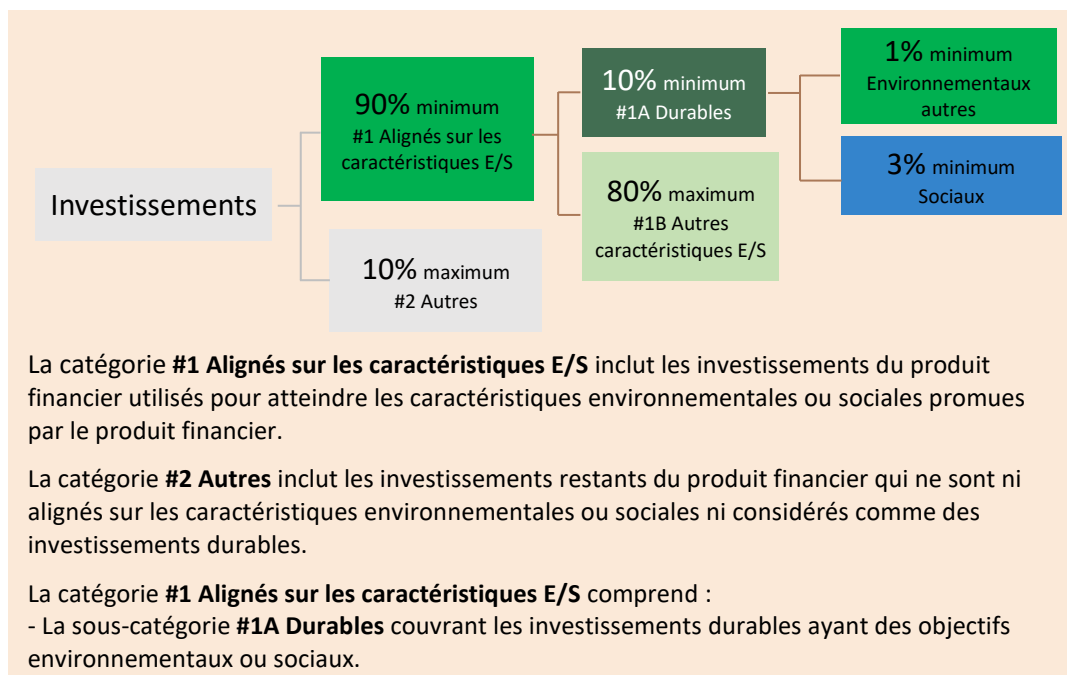 Investissements
90% minimum
#1 Alignés sur les
caractéristiques E/S
10% maximum
#2 Autres
10% minimum
#1A Durables
80% maximum
#1B Autres
caractéristiques E/S
1% minimum
Environnementaux
autres
3% minimum
Sociaux
La catégorie #1 Alignés sur les caractéristiques E/S inclut les investissements du produit
financier utilisés pour atteindre les caractéristiques environnementales ou sociales promues
par le produit financier.
La catégorie #2 Autres inclut les investissements restants du produit financier qui ne sont ni
alignés sur les caractéristiques environnementales ou sociales ni considérés comme des
investissements durables.
La catégorie #1 Alignés sur les caractéristiques E/S comprend :
- La sous-catégorie #1A Durables couvrant les investissements durables ayant des objectifs
environnementaux ou sociaux.